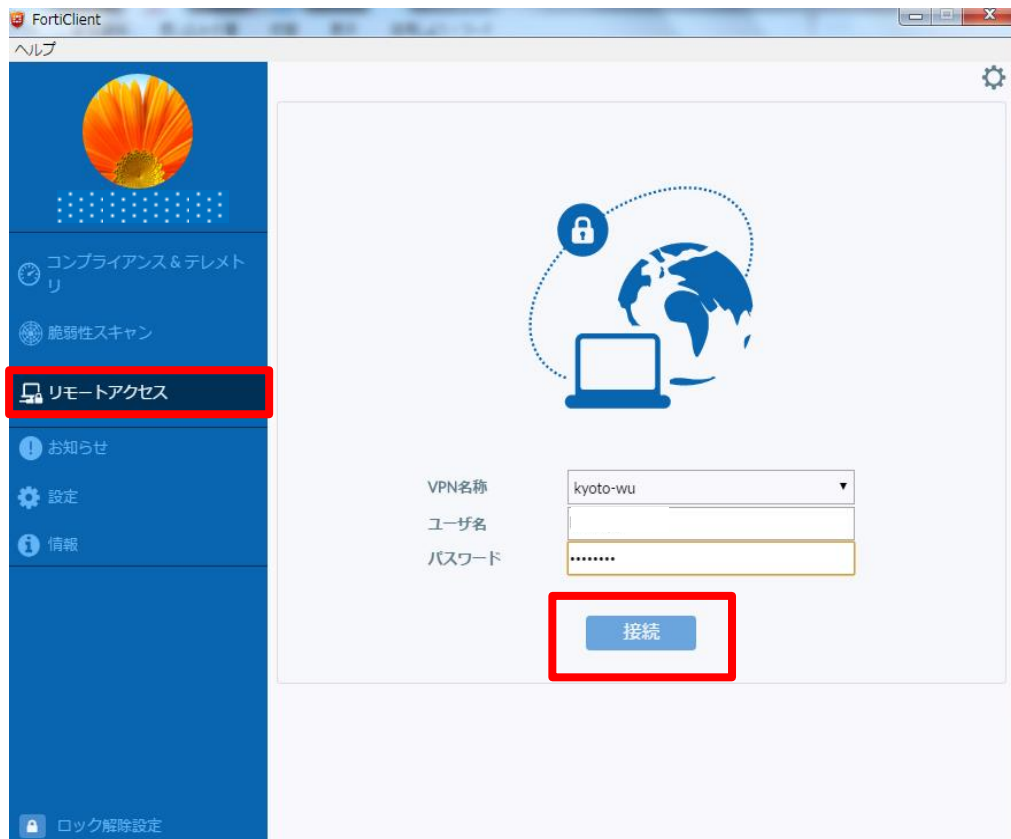 FortiClient
ヘルプ
コンプライアンス＆テレメト
リ
脆弱性スキャン
リモートアクセス
お知らせ
設定
情報
VPN名称
kyoto-wu
ユーザ名
パスワード
••••••••
接続
ロック解除設定